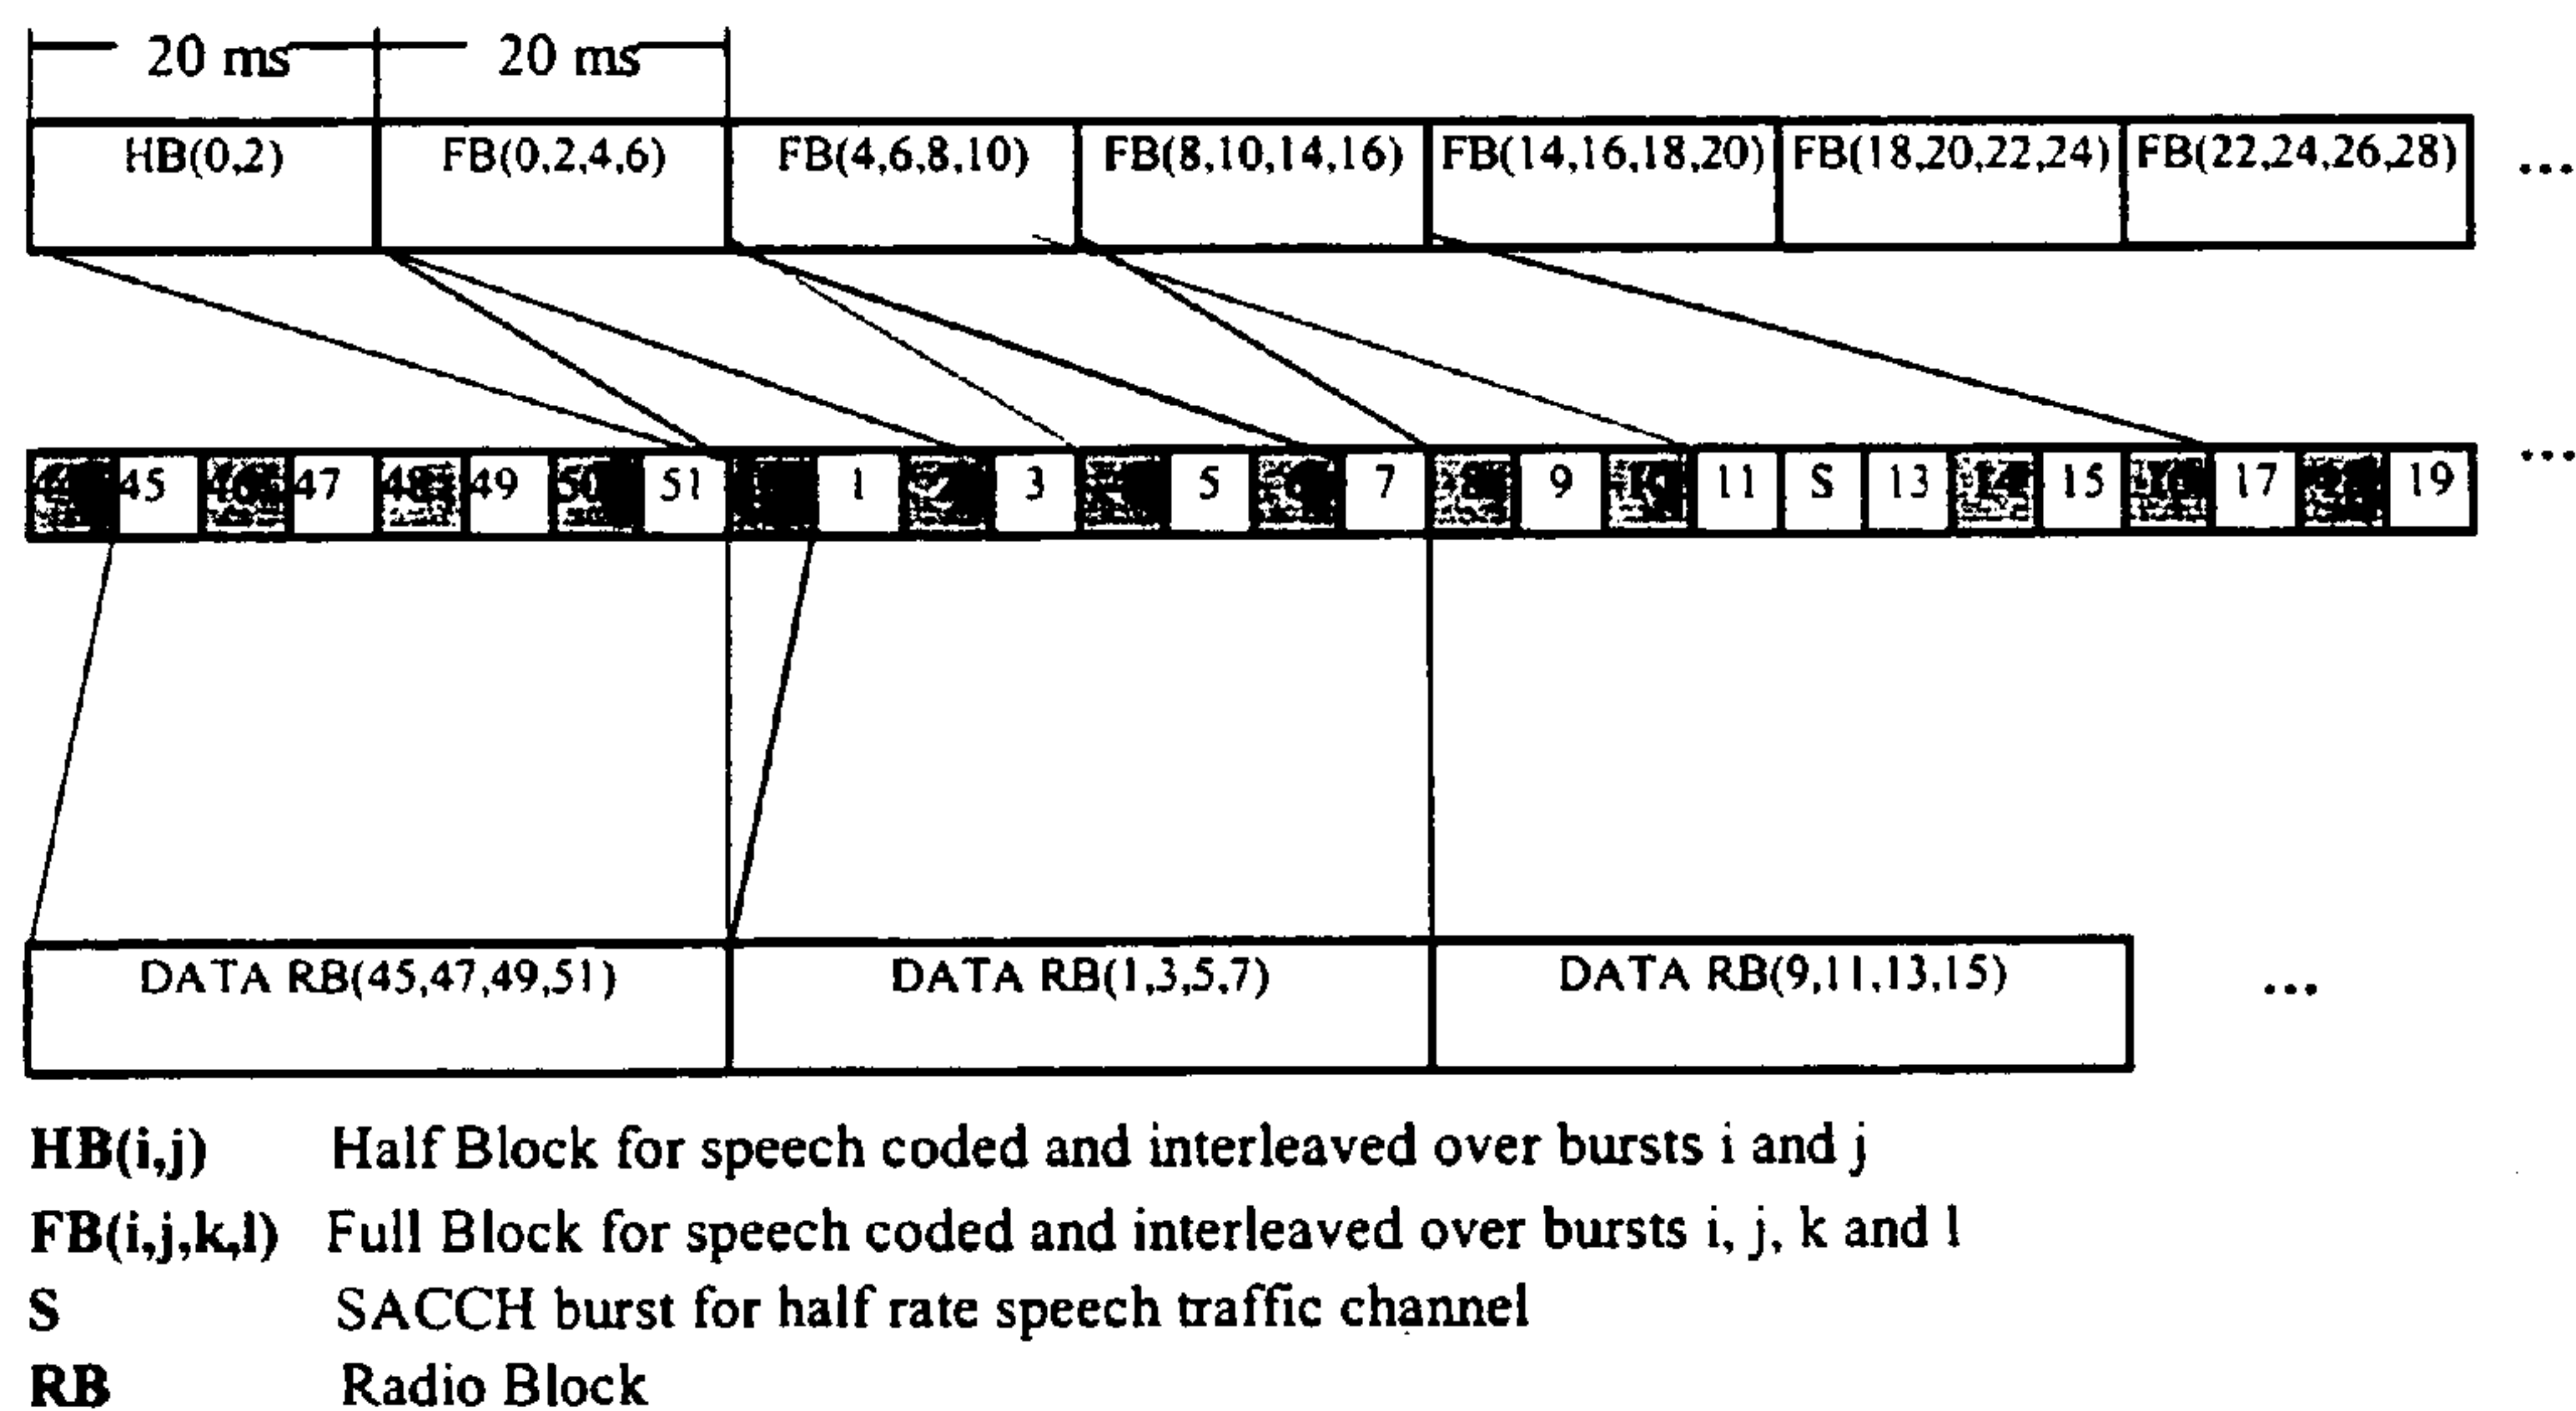 20 ms 20 ms
HB(0,2) FB(0,2,4,6) FB(4,6,8,10) FB(8,10,14,16) FB(14,16,18,20) FB(18,20,22,24) FB(22,24,26,28) ...
45 46 47 48 49 50 51 1 3 5 7 9 11 S 13 14 15 17 19 ...
DATA RB(45,47,49,51) DATA RB(1,3,5,7) DATA RB(9,11,13,15) ...
HB(i,j) Half Block for speech coded and interleaved over bursts i and j
FB(i,j,k,l) Full Block for speech coded and interleaved over bursts i, j, k and l
S SACCH burst for half rate speech traffic channel
RB Radio Block